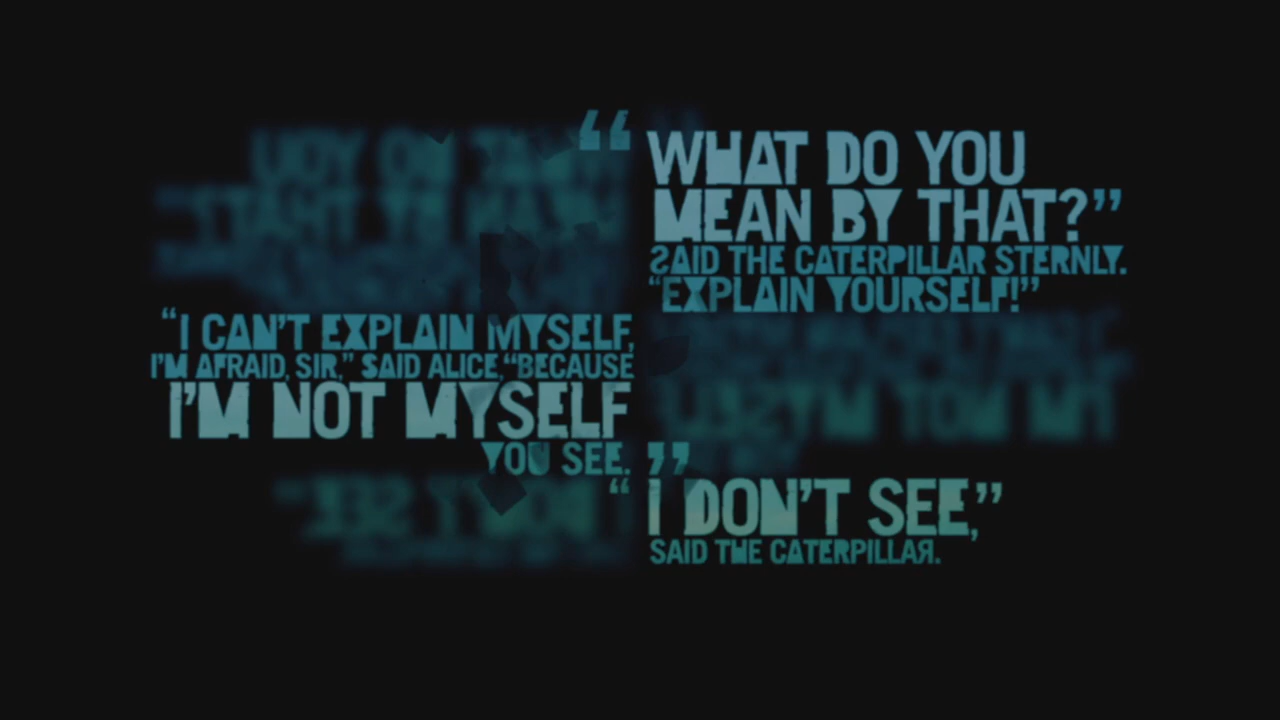 “WHAT DO YOU
MEAN BY THAT?”
SAID THE CATERPILLAR STERNLY.
“EXPLAIN YOURSELF!”
“I CAN’T EXPLAIN MYSELF,
I’M AFRAID, SIR,” SAID ALICE, “BECAUSE
I’M NOT MYSELF
YOU SEE.”
“I DON’T SEE,”
SAID THE CATERPILLAR.